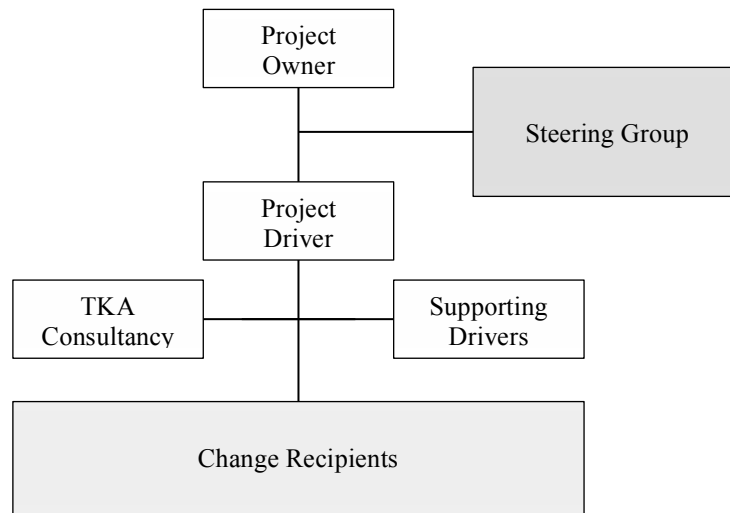 Project
Owner
Steering Group
Project
Driver
TKA
Consultancy
Supporting
Drivers
Change Recipients